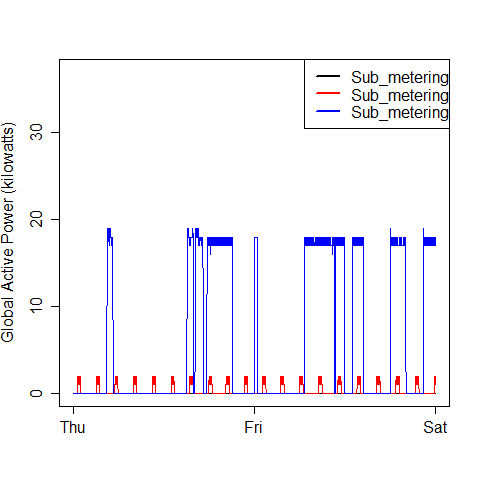 Sub_metering
Sub_metering
Sub_metering
Global Active Power (kilowatts)
30
20
10
0
Thu Fri Sat